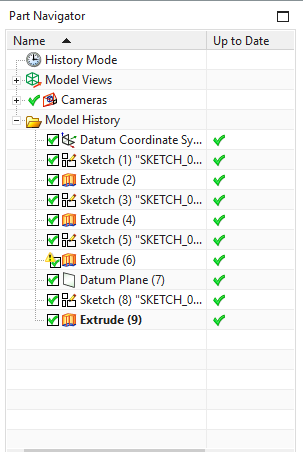 Part Navigator
Name Up to Date
History Mode
Model Views
Cameras
Model History
Datum Coordinate Sy...
Sketch (1) "SKETCH_0...
Extrude (2)
Sketch (3) "SKETCH_0...
Extrude (4)
Sketch (5) "SKETCH_0...
Extrude (6)
Datum Plane (7)
Sketch (8) "SKETCH_0...
Extrude (9)